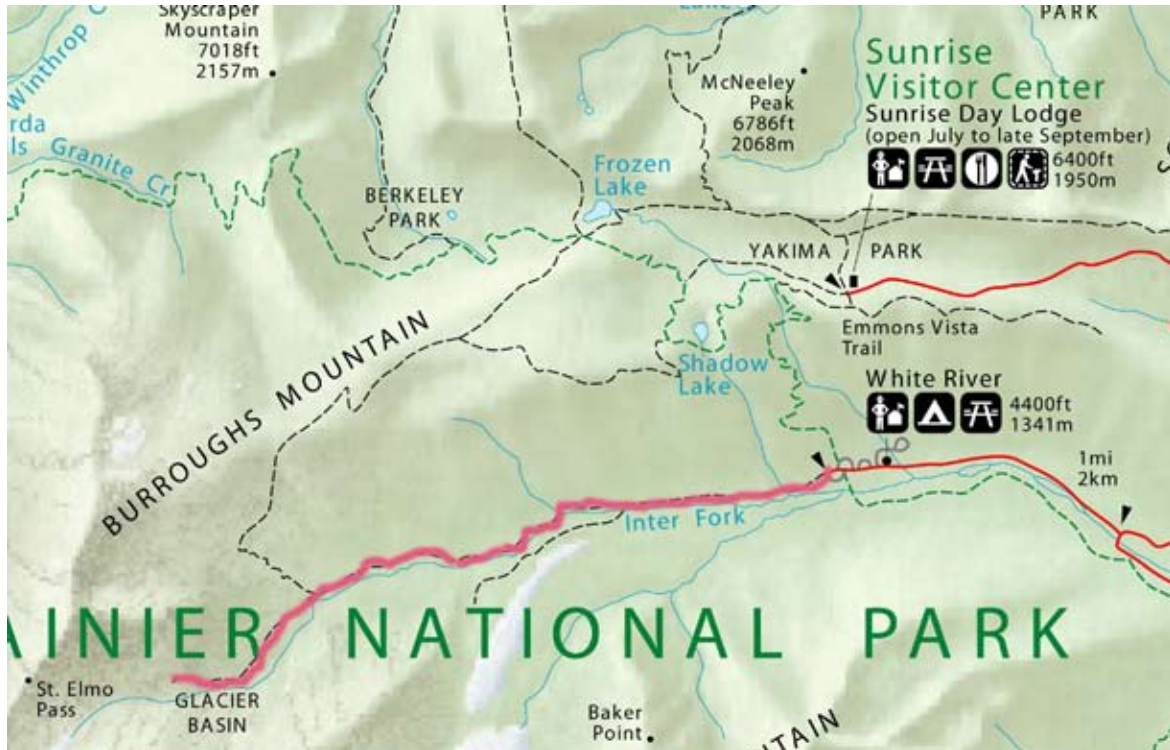 Skyscraper
Mountain
7018ft
2157m
Winthrop C
rda
lls Granite Cr
BERKELEY
PARK
Frozen
Lake
Lake
McNeeley
Peak
6786ft
2068m
PARK
Sunrise
Visitor Center
Sunrise Day Lodge
(open July to late September)
6400ft
1950m
YAKIMA PARK
Emmons Vista
Trail
Shadow
Lake
White River
4400ft
1341m
1mi
2km
BURROUGHS MOUNTAIN
Inter Fork
AINIER NATIONAL PARK
St. Elmo
Pass
GLACIER
BASIN
Baker
Point
NTAIN